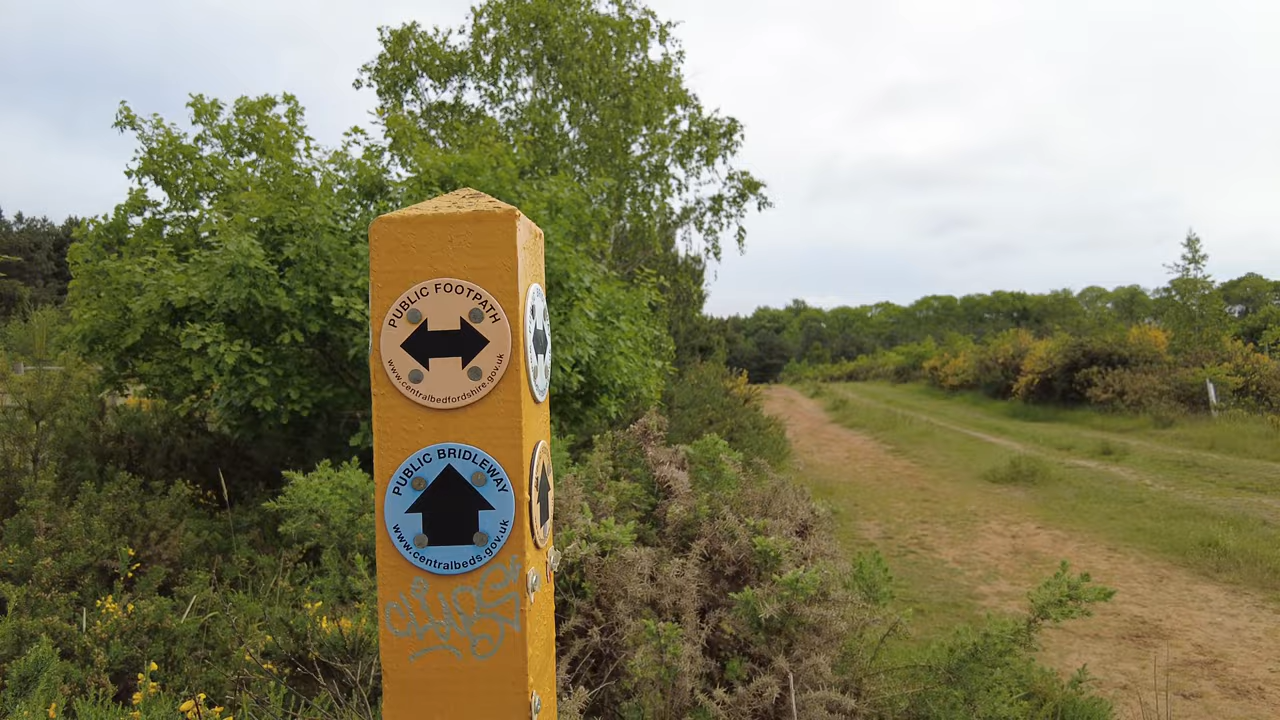 PUBLIC FOOTPATH
www.centralbedfordshire.gov.uk
PUBLIC BRIDLEWAY
www.centralbeds.gov.uk